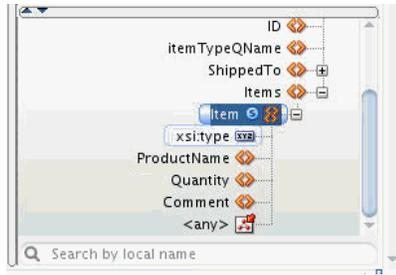 ID
itemTypeQName
ShippedTo
Items
Item
xsi:type
ProductName
Quantity
Comment
<any>
Search by local name